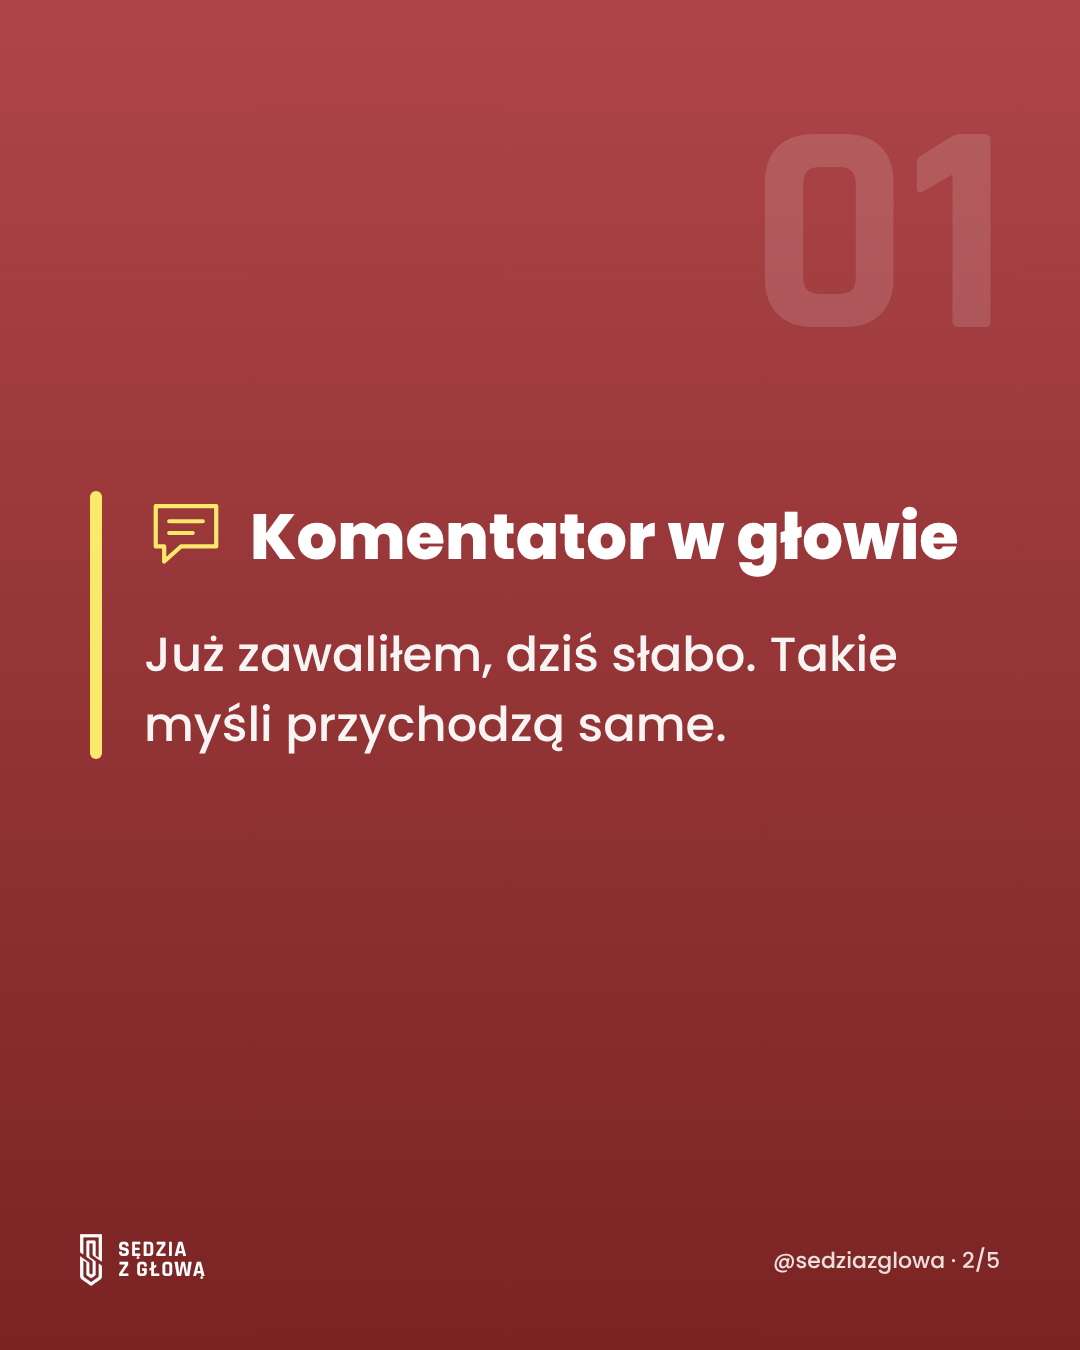 01
Komentator w głowie
Już zawaliłem, dziś słabo. Takie
myśli przychodzą same.
SĘDZIA
Z GŁOWĄ
@sedziazglowa · 2/5